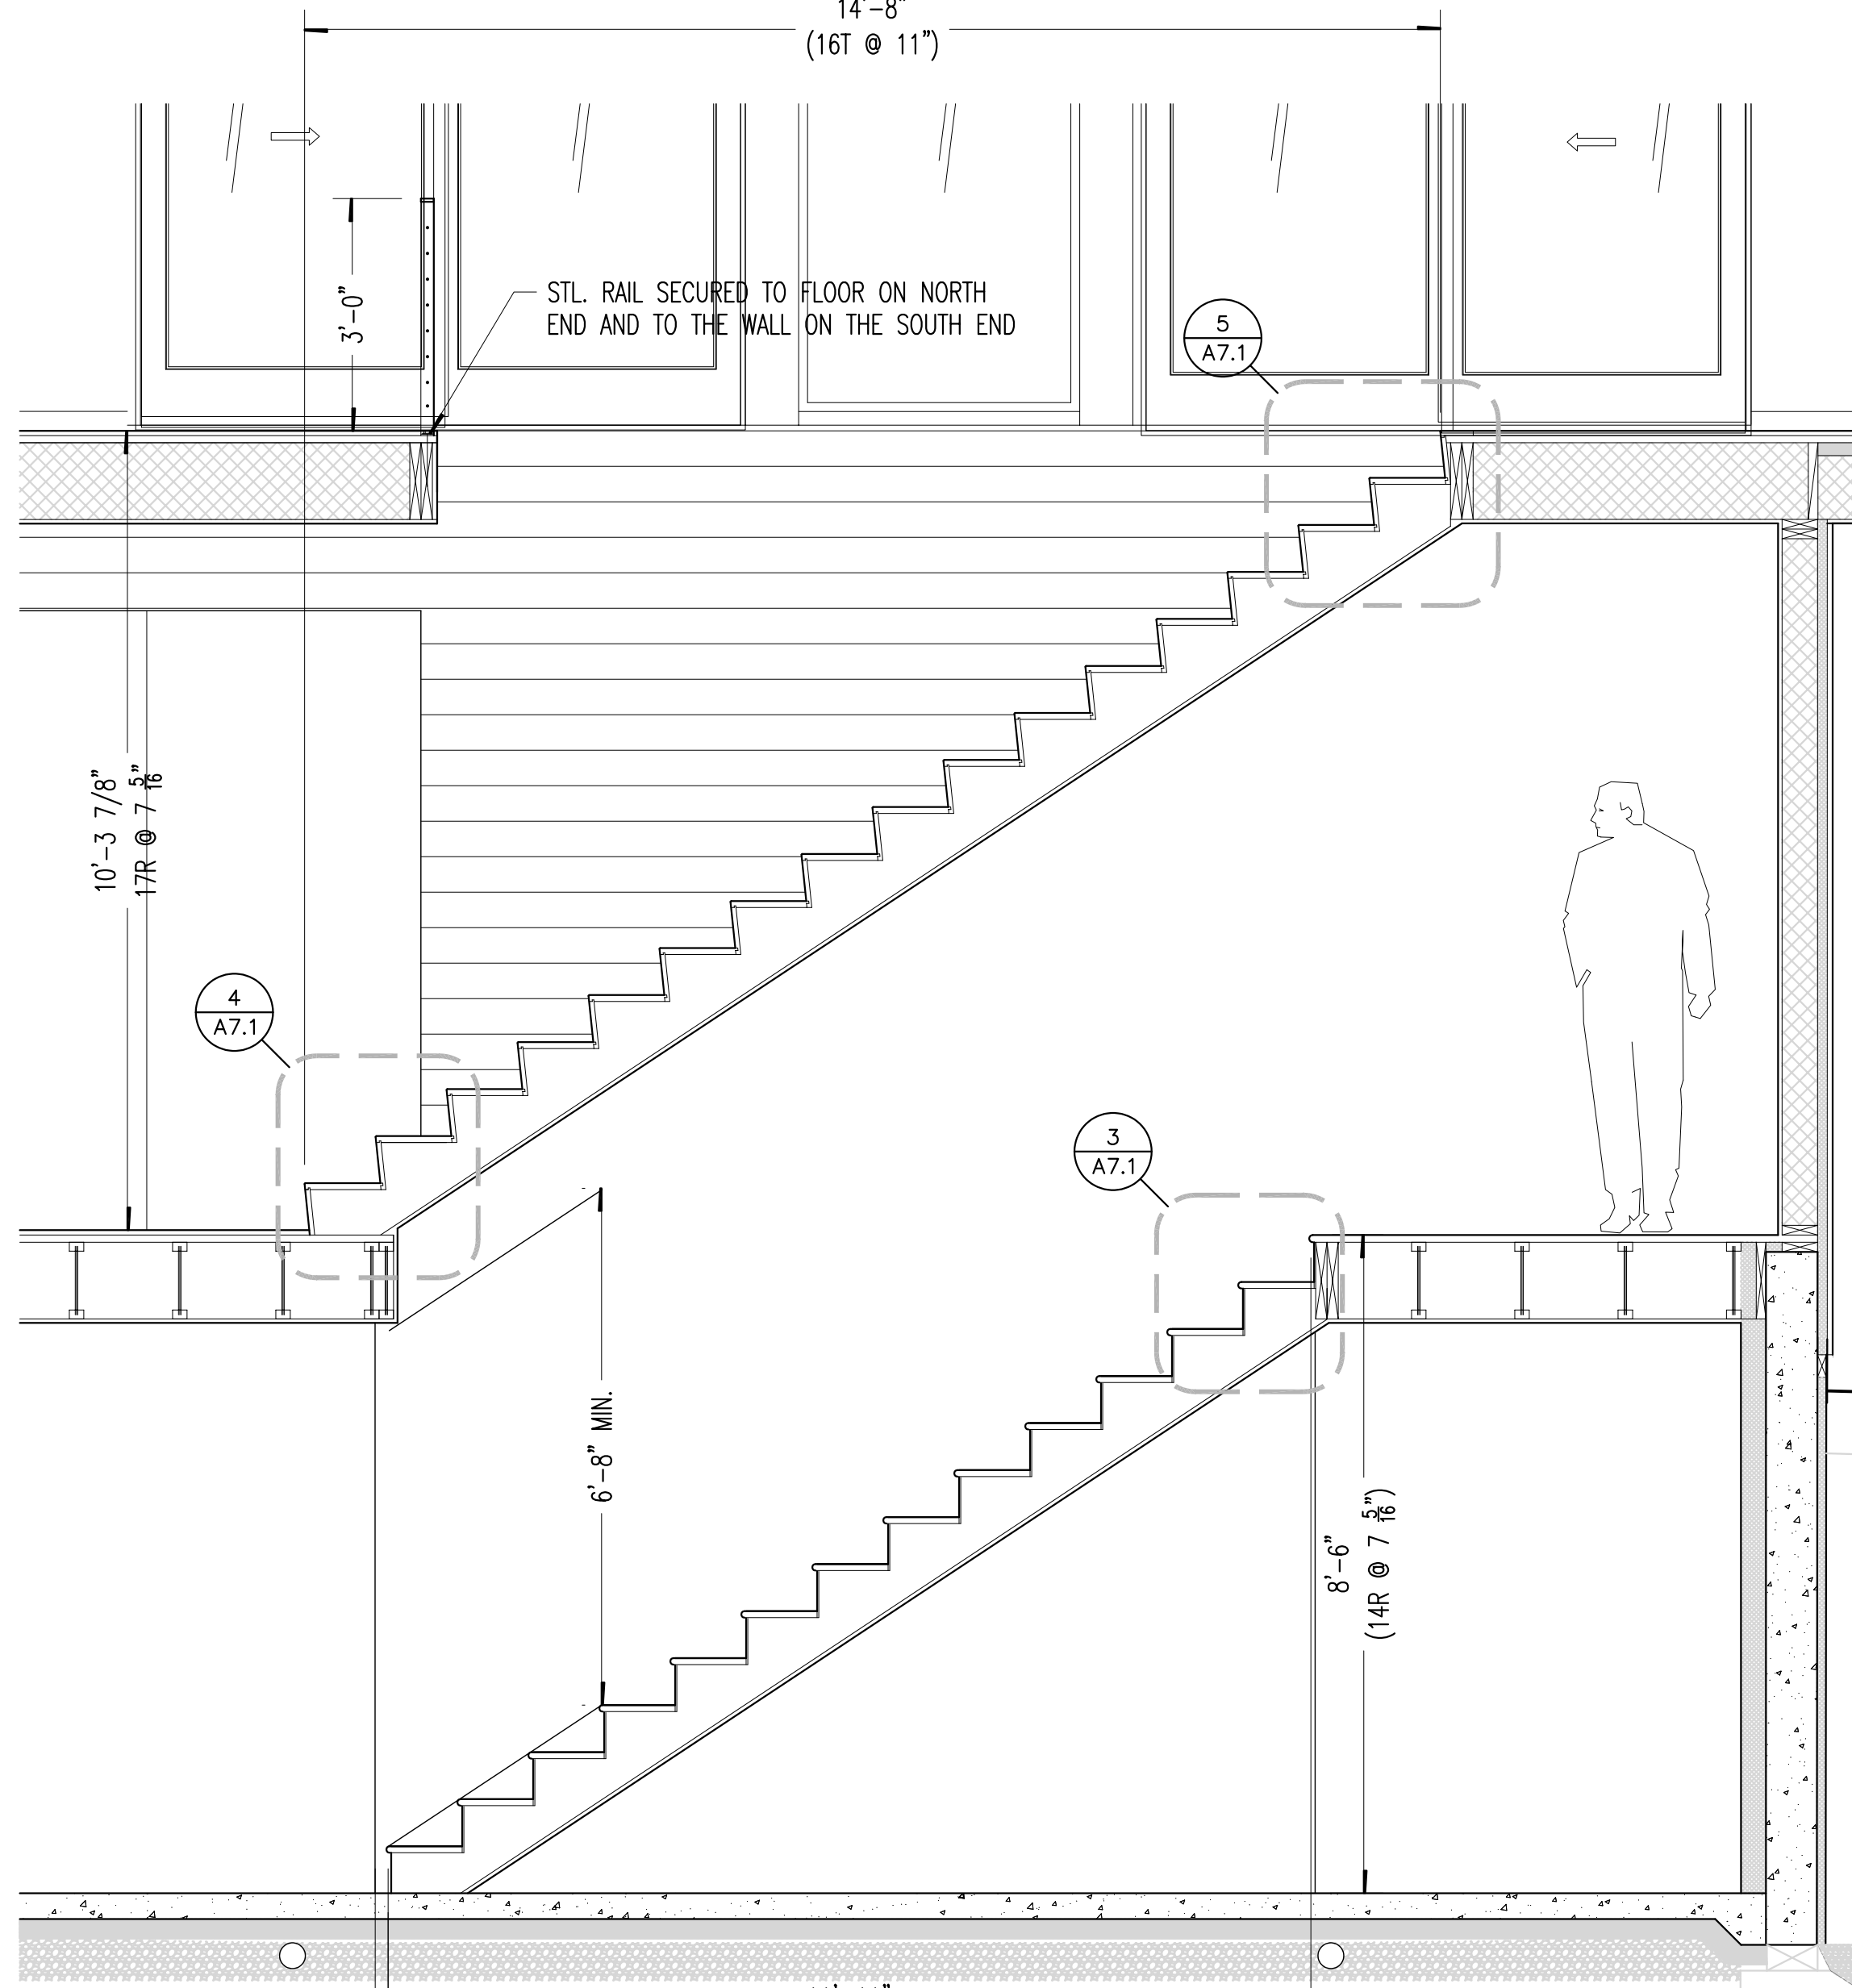 14'-8"
(16T @ 11")
3'-0"
STL. RAIL SECURED TO FLOOR ON NORTH
END AND TO THE WALL ON THE SOUTH END
5
A7.1
10'-3 7/8"
17R @ 7 5/16"
4
A7.1
3
A7.1
6'-8" MIN.
8'-6"
(14R @ 7 5/16")